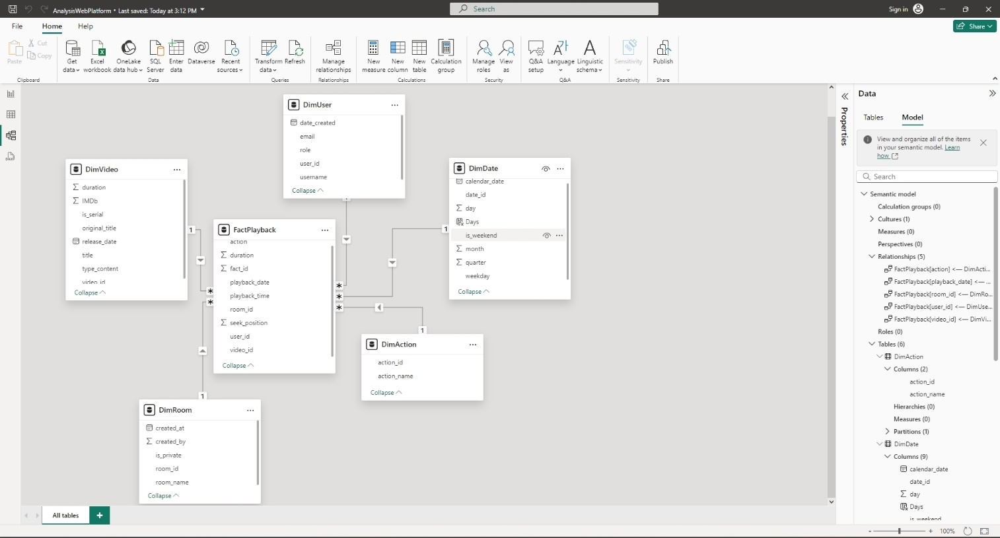 AnalysisWebPlatform • Last saved: Today at 3:12 PM
Search
Sign in
File
Home
Help
Share
Paste
Cut
Copy
Get data
Excel workbook
OneLake data hub
SQL Server
Enter data
Dataverse
Recent sources
Transform data
Refresh
Manage relationships
New measure
New column
New table
Calculation group
Manage roles
View as
Q&A setup
Language
Linguistic schema
Sensitivity
Publish
Clipboard
Data
Queries
Relationships
Calculations
Security
Q&A
Sensitivity
Share
DimUser
date_created
email
role
user_id
username
Collapse
DimVideo
duration
IMDb
is_serial
original_title
release_date
title
type_content
video_id
Collapse
FactPlayback
action
duration
fact_id
playback_date
playback_time
room_id
seek_position
user_id
video_id
Collapse
DimDate
calendar_date
date_id
day
Days
is_weekend
month
quarter
weekday
Collapse
DimAction
action_id
action_name
Collapse
DimRoom
created_at
created_by
is_private
room_id
room_name
Collapse
1
1
1
1
*
*
*
*
*
All tables
+
Properties
Data
Tables
Model
View and organize all of the items
in your semantic model. Learn
how
Search
Semantic model
Calculation groups (0)
Cultures (1)
Measures (0)
Perspectives (0)
Relationships (5)
FactPlayback[action] <— DimActi...
FactPlayback[playback_date] <— ...
FactPlayback[room_id] <— DimRo...
FactPlayback[user_id] <— DimUse...
FactPlayback[video_id] <— DimVi...
Roles (0)
Tables (6)
DimAction
Columns (2)
action_id
action_name
Hierarchies (0)
Measures (0)
Partitions (1)
DimDate
Columns (9)
calendar_date
date_id
day
Days
is_weekend
- + 100%